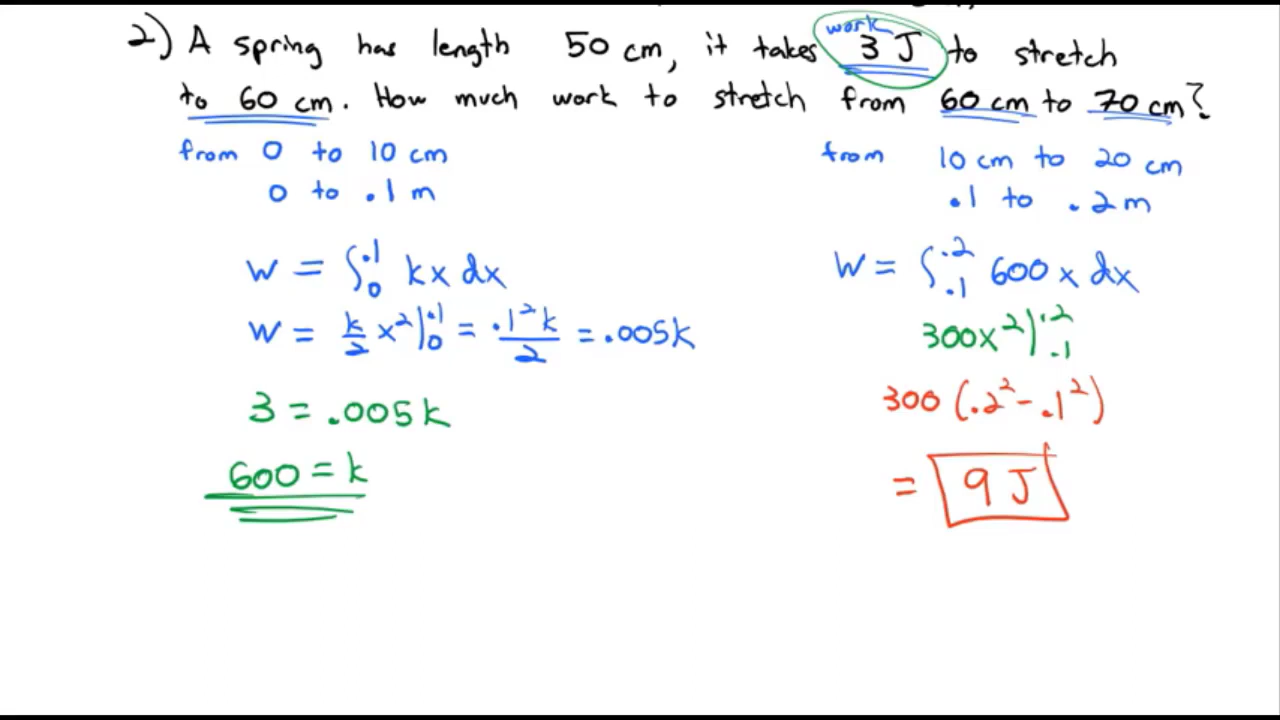 2) A spring has length 50 cm, it takes 3 J to stretch
work
to 60 cm. How much work to stretch from 60 cm to 70 cm?
from 0 to 10 cm
0 to .1 m
W = ∫₀^.1 kx dx
W = k/2 x²|₀^.1 = .1²k/2 = .005k
3 = .005k
600 = k
from 10 cm to 20 cm
.1 to .2 m
W = ∫.1^.2 600x dx
300x²|.1^.2
300 (.2² - .1²)
= 9 J